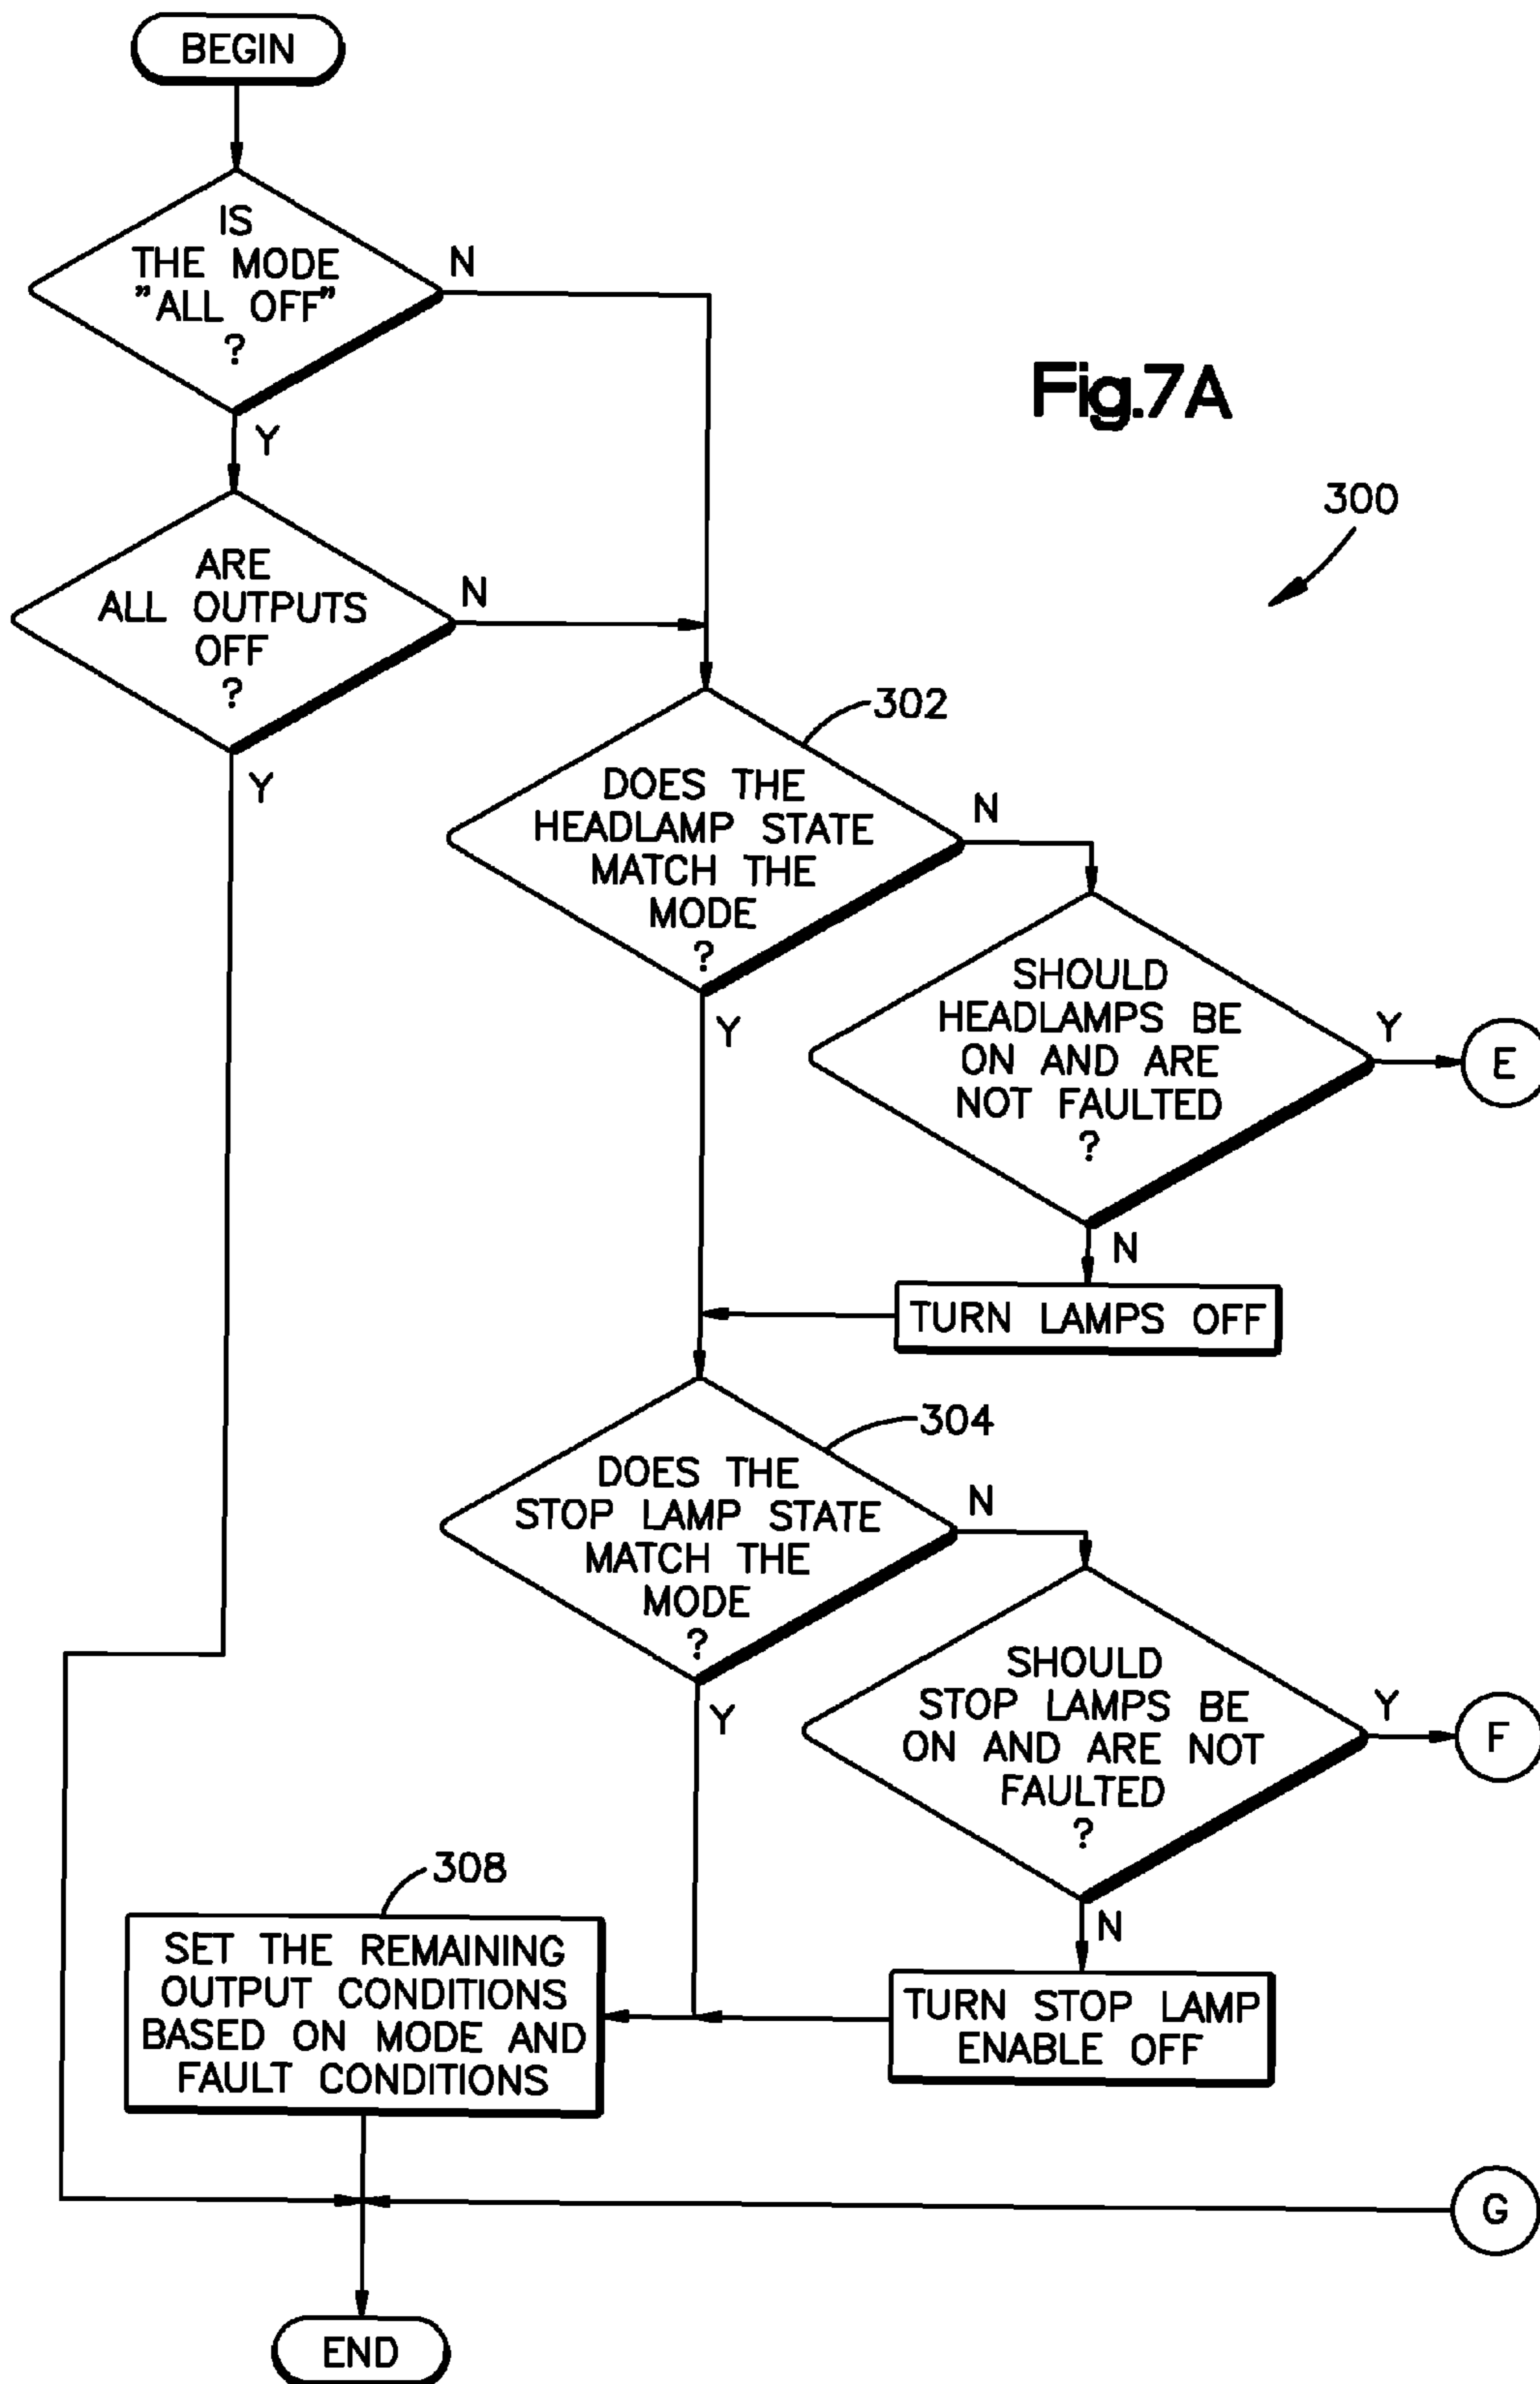 BEGIN
IS
THE MODE
"ALL OFF"
?
N
Y
Fig.7A
300
ARE
ALL OUTPUTS
OFF
?
N
Y
302
DOES THE
HEADLAMP STATE
MATCH THE
MODE
?
N
Y
SHOULD
HEADLAMPS BE
ON AND ARE
NOT FAULTED
?
Y
E
N
TURN LAMPS OFF
304
DOES THE
STOP LAMP STATE
MATCH THE
MODE
?
N
Y
SHOULD
STOP LAMPS BE
ON AND ARE NOT
FAULTED
?
Y
F
N
TURN STOP LAMP
ENABLE OFF
308
SET THE REMAINING
OUTPUT CONDITIONS
BASED ON MODE AND
FAULT CONDITIONS
G
END